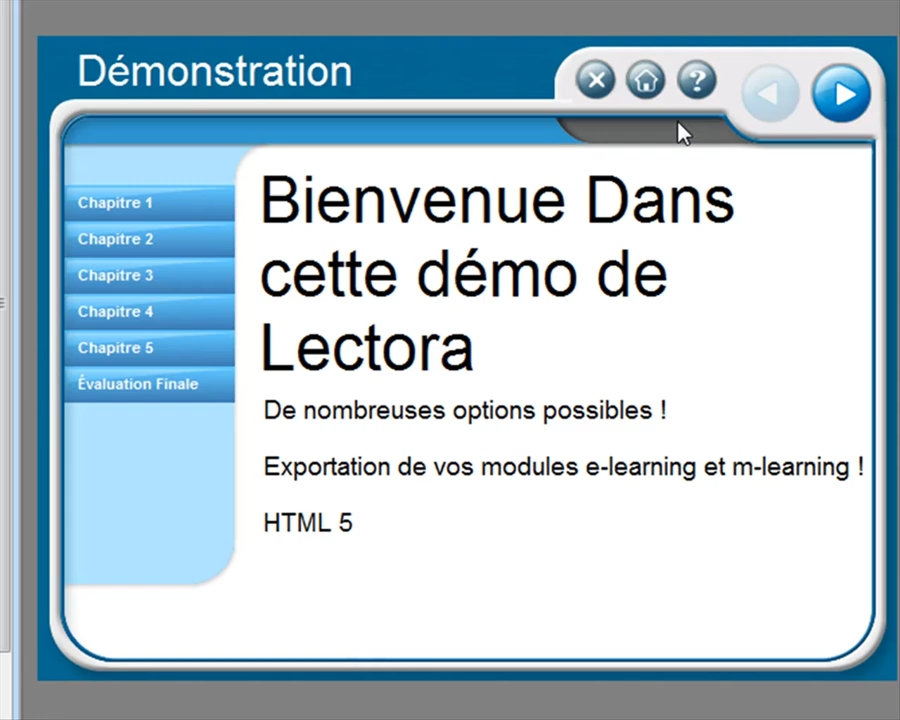 Démonstration
?
Chapitre 1
Chapitre 2
Chapitre 3
Chapitre 4
Chapitre 5
Évaluation Finale
Bienvenue Dans
cette démo de
Lectora
De nombreuses options possibles !
Exportation de vos modules e-learning et m-learning !
HTML 5